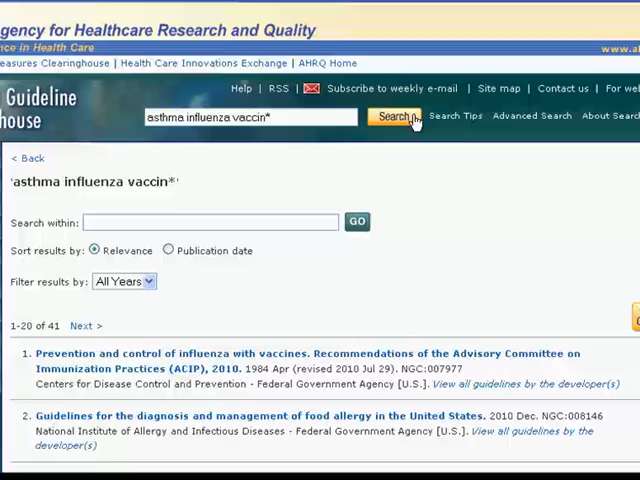 gency for Healthcare Research and Quality
nce in Health Care
www.a
easures Clearinghouse | Health Care Innovations Exchange | AHRQ Home
Help | RSS | Subscribe to weekly e-mail | Site map | Contact us | For we
Guideline
house
asthma influenza vaccin* Search Search Tips Advanced Search About Searc
< Back
'asthma influenza vaccin*'
Search within: GO
Sort results by: Relevance Publication date
Filter results by: All Years
1-20 of 41 Next >
1. Prevention and control of influenza with vaccines. Recommendations of the Advisory Committee on
Immunization Practices (ACIP), 2010. 1984 Apr (revised 2010 Jul 29). NGC:007977
Centers for Disease Control and Prevention - Federal Government Agency [U.S.]. View all guidelines by the developer(s)
2. Guidelines for the diagnosis and management of food allergy in the United States. 2010 Dec. NGC:008146
National Institute of Allergy and Infectious Diseases - Federal Government Agency [U.S.]. View all guidelines by the
developer(s)